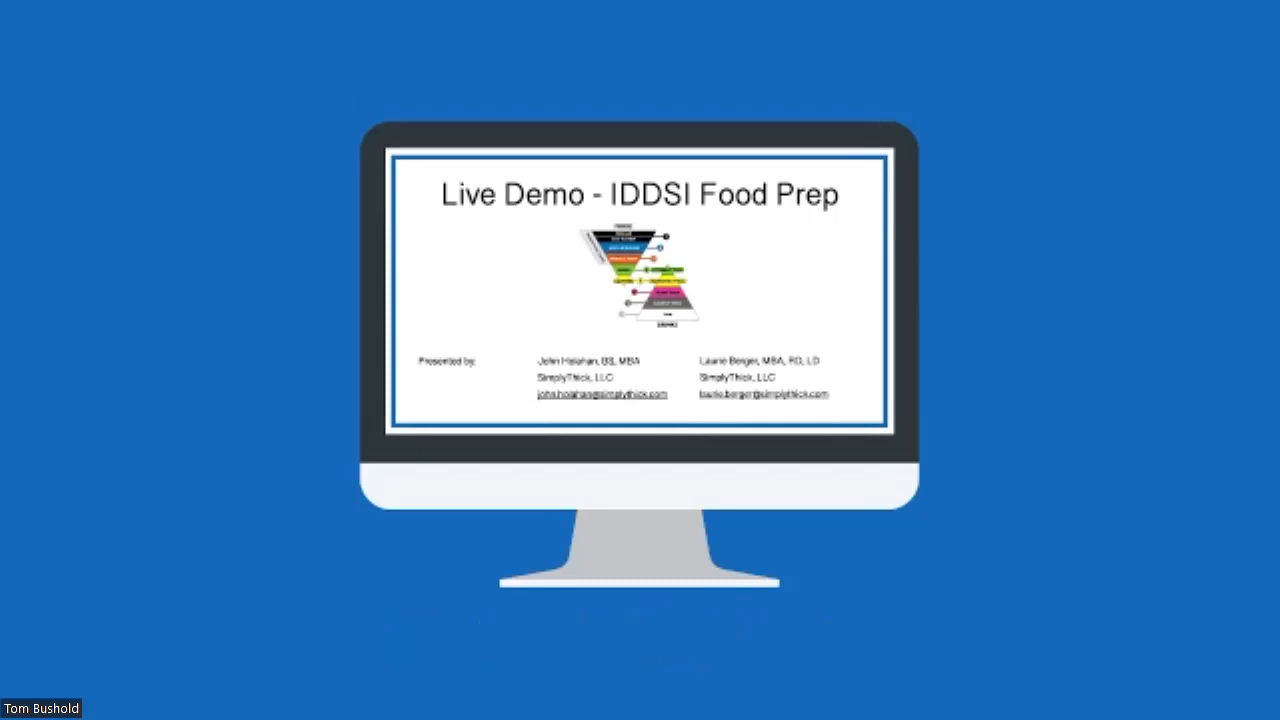 Live Demo - IDDSI Food Prep
Presented by:
John Holahan, BS, MBA
SimplyThick, LLC
john.holahan@simplythick.com
Laurie Berger, MBA, RD, LD
SimplyThick, LLC
laurie.berger@simplythick.com
Tom Bushold